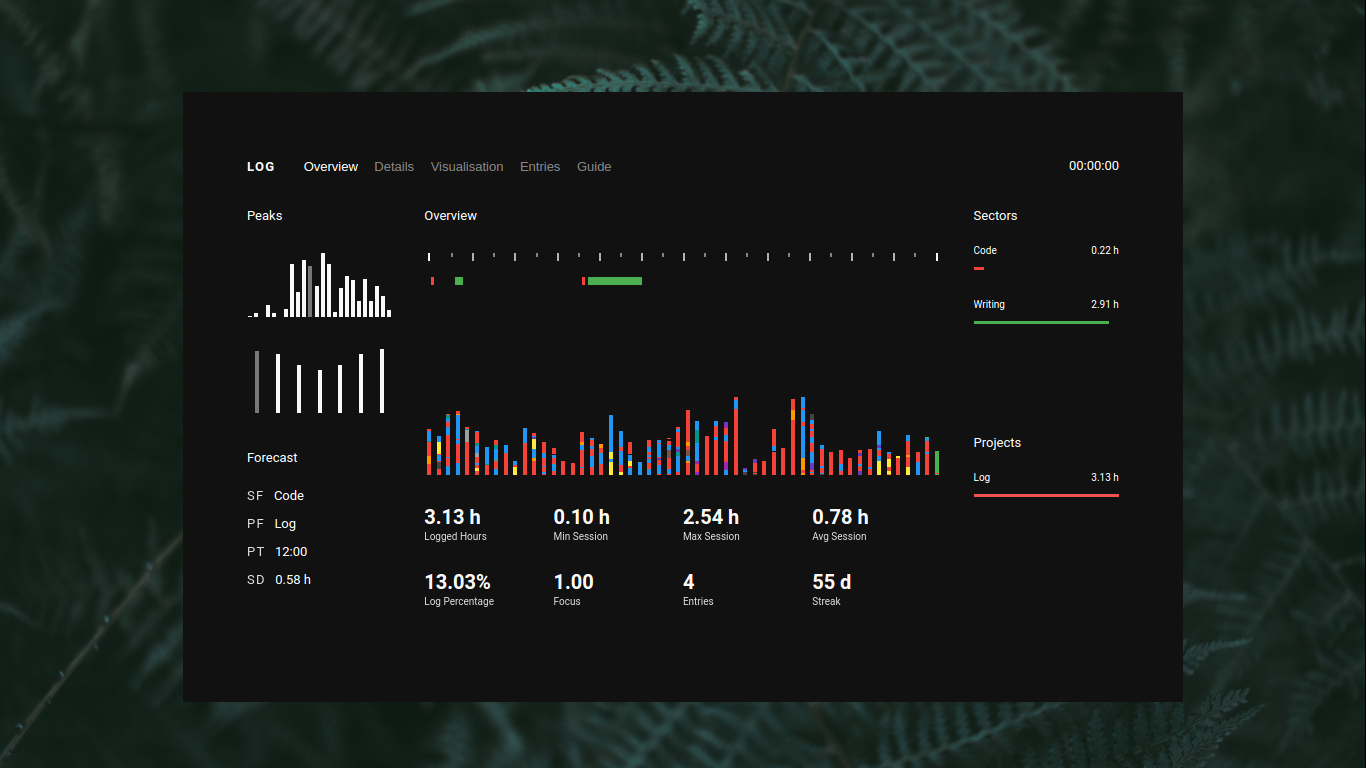 LOG Overview Details Visualisation Entries Guide 00:00:00
Peaks
Forecast
SF Code
PF Log
PT 12:00
SD 0.58 h
Overview
3.13 h 0.10 h 2.54 h 0.78 h
Logged Hours Min Session Max Session Avg Session
13.03% 1.00 4 55 d
Log Percentage Focus Entries Streak
Sectors
Code 0.22 h
Writing 2.91 h
Projects
Log 3.13 h